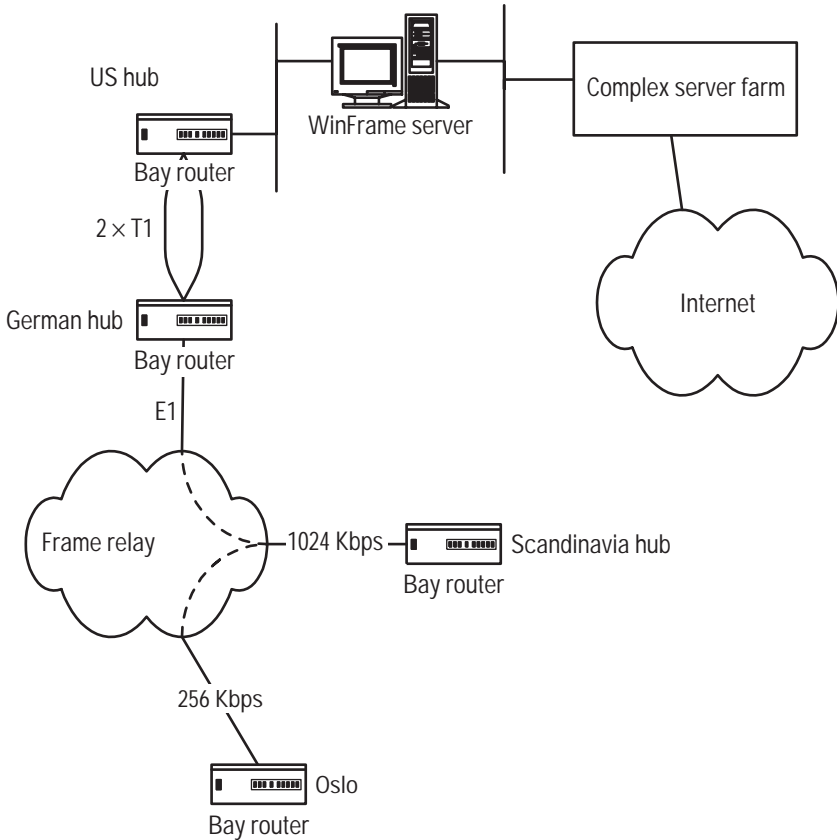 US hub
WinFrame server
Complex server farm
Bay router
2 × T1
Internet
German hub
Bay router
E1
Frame relay
1024 Kbps
Scandinavia hub
Bay router
256 Kbps
Oslo
Bay router